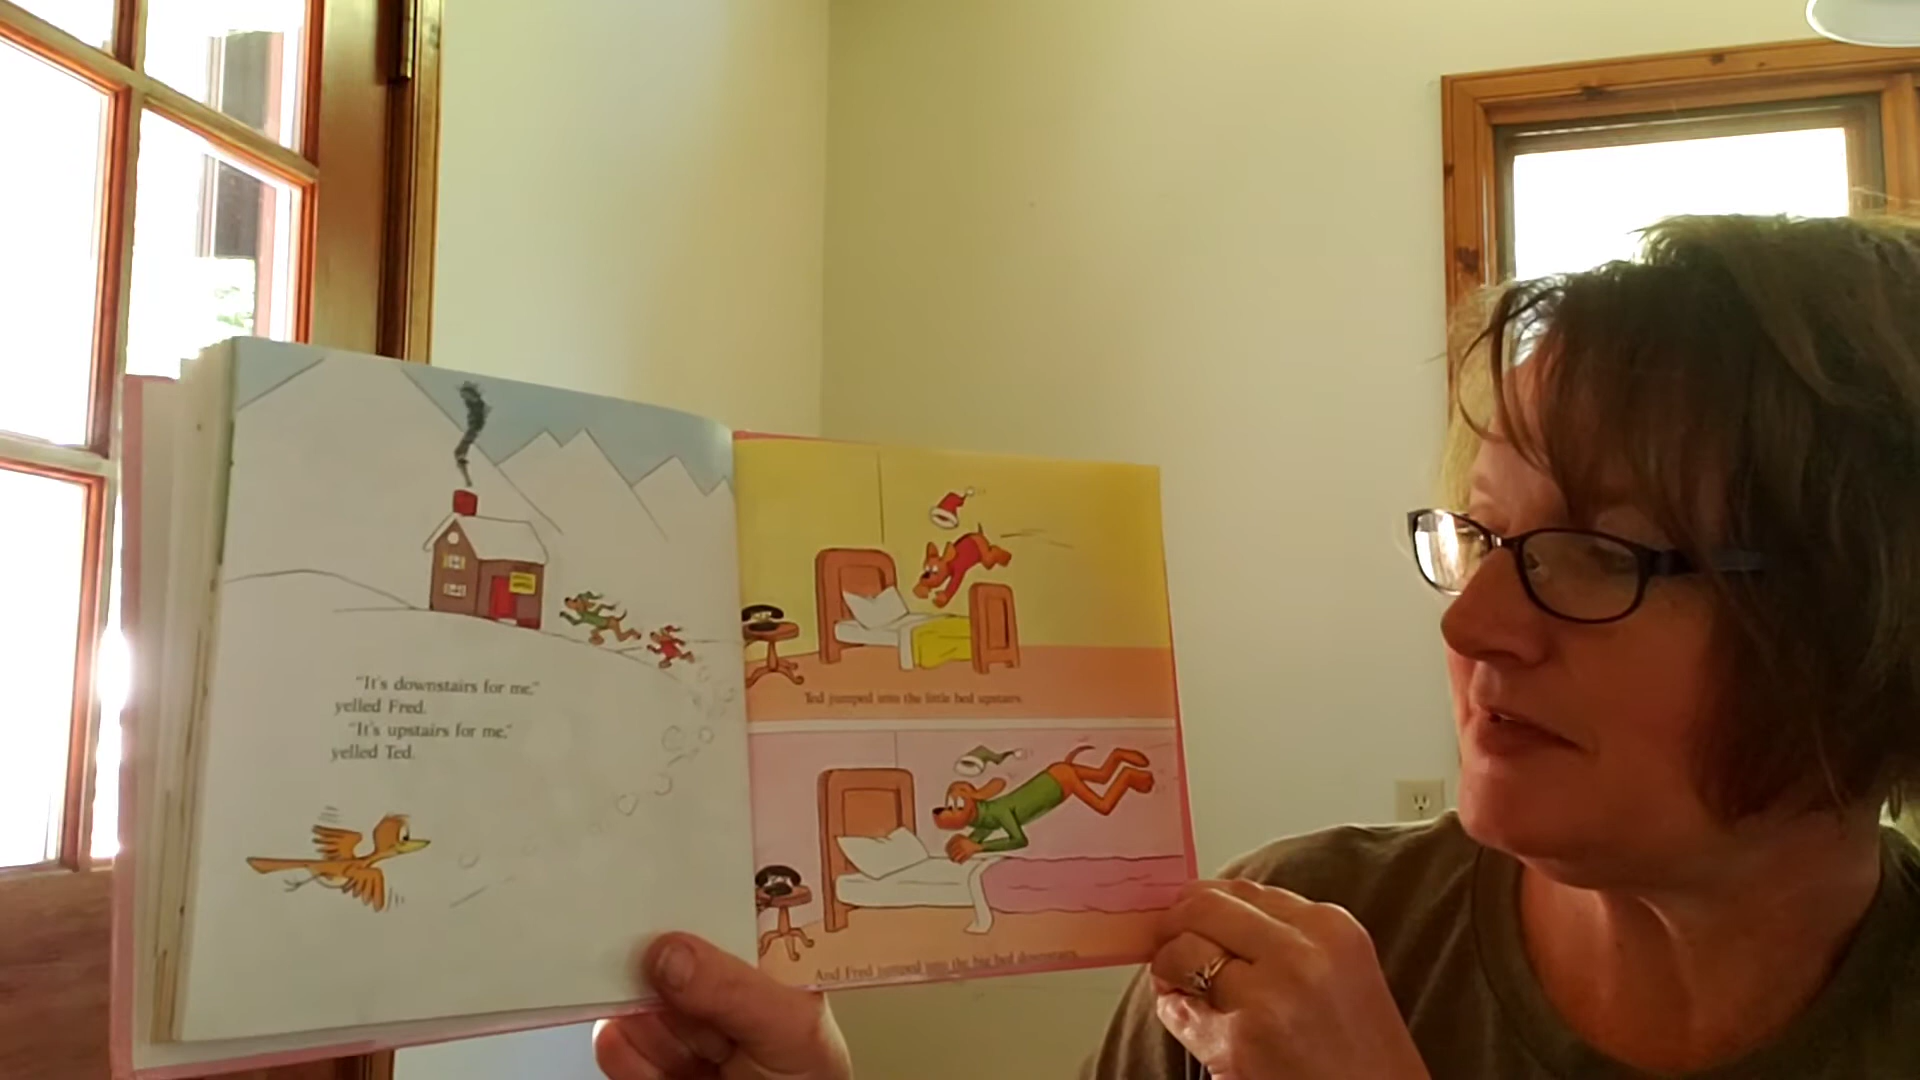 "It's downstairs for me,"
yelled Fred.
"It's upstairs for me,"
yelled Ted.
Ted jumped into the little bed upstairs.
And Fred jumped into the big bed downstairs.